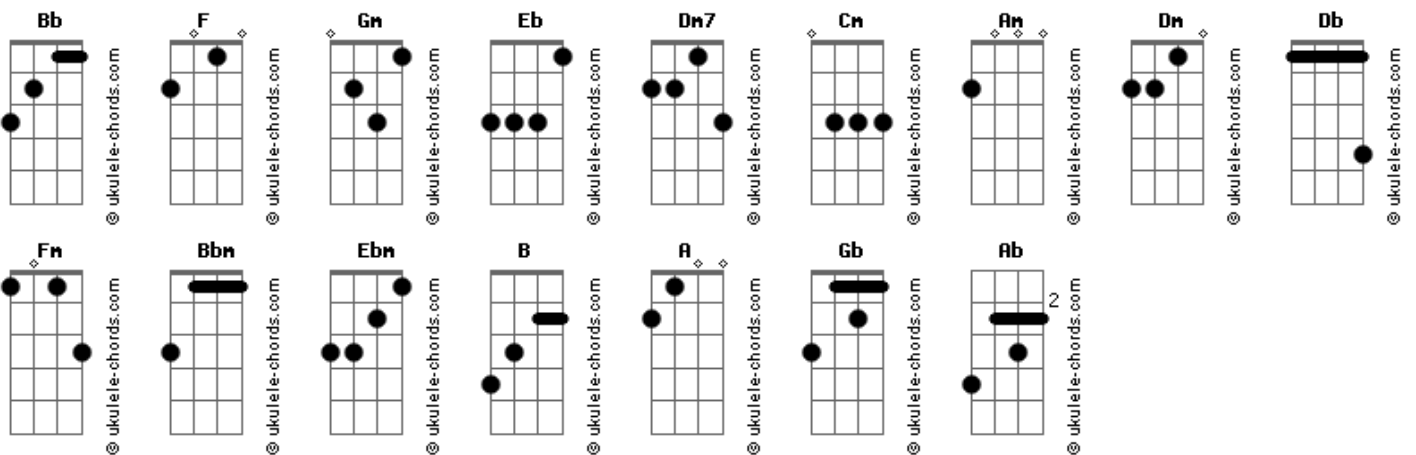 Bb F Gm Eb Dm7 Cm Am Dm Db
© ukulele-chords.com © ukulele-chords.com © ukulele-chords.com © ukulele-chords.com © ukulele-chords.com © ukulele-chords.com © ukulele-chords.com © ukulele-chords.com © ukulele-chords.com
Fm Bbm Ebm B A Gb Ab
2
© ukulele-chords.com © ukulele-chords.com © ukulele-chords.com © ukulele-chords.com © ukulele-chords.com © ukulele-chords.com © ukulele-chords.com